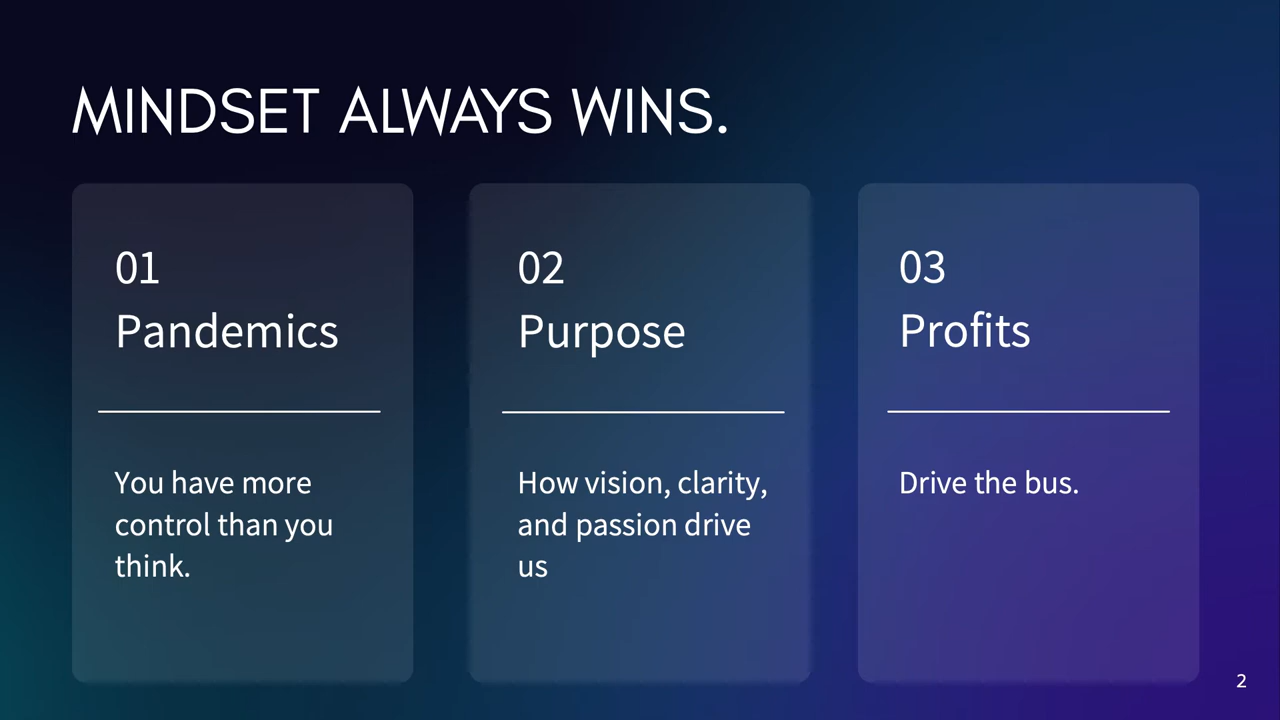 MINDSET ALWAYS WINS.
01
Pandemics
You have more
control than you
think.
02
Purpose
How vision, clarity,
and passion drive
us
03
Profits
Drive the bus.
2